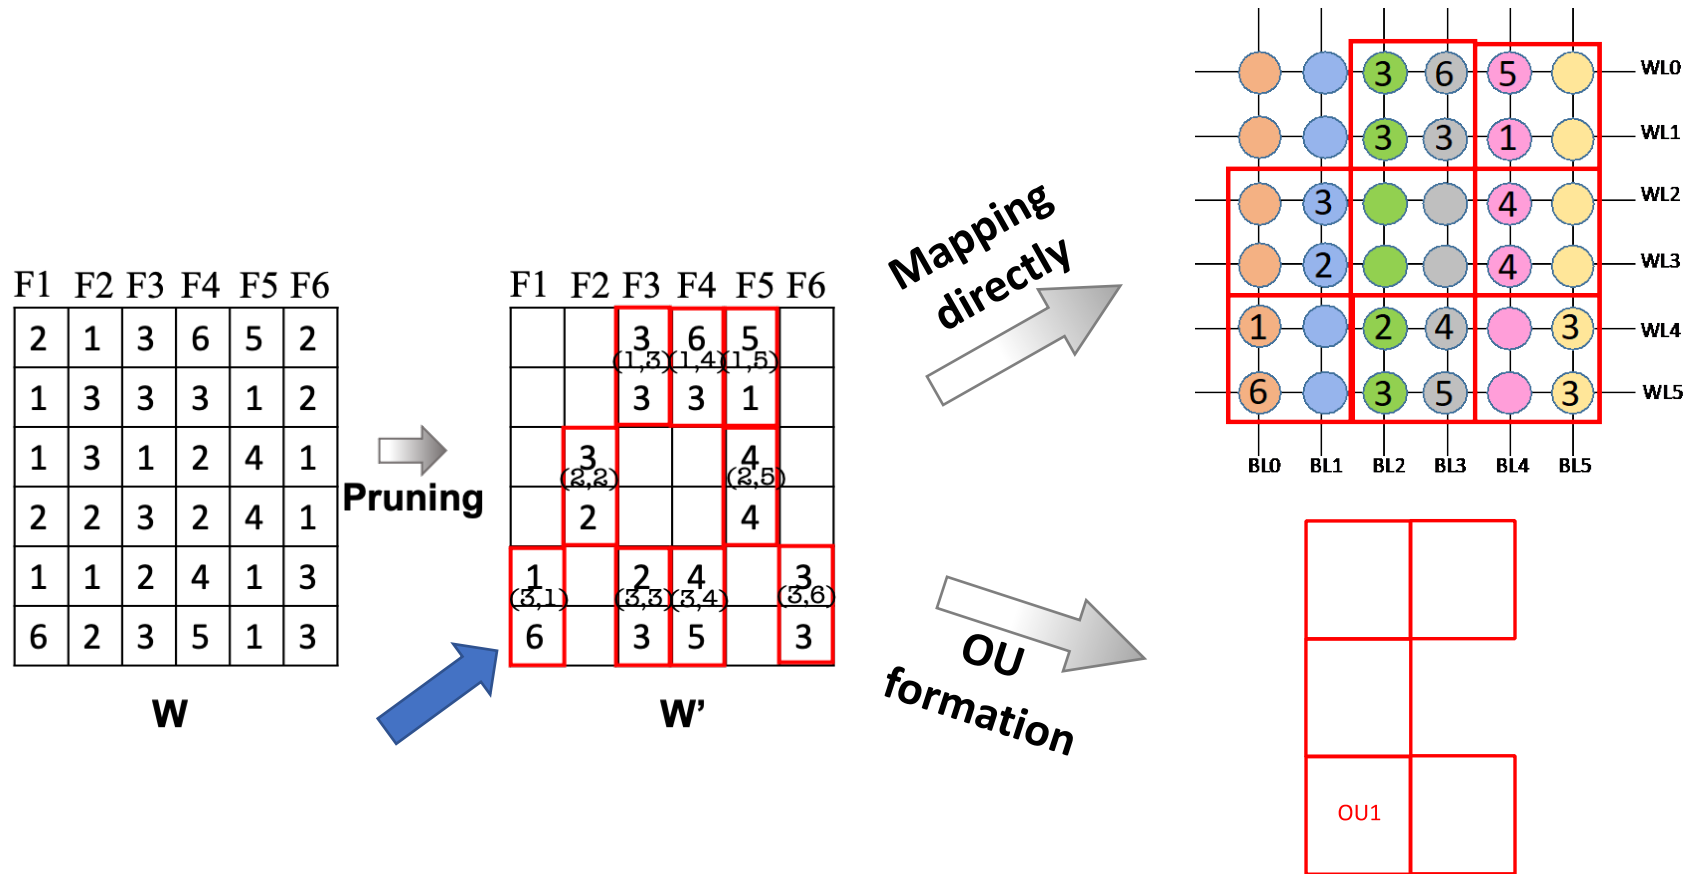 F1 F2 F3 F4 F5 F6
2 1 3 6 5 2
1 3 3 3 1 2
1 3 1 2 4 1
2 2 3 2 4 1
1 1 2 4 1 3
6 2 3 5 1 3
W
Pruning
F1 F2 F3 F4 F5 F6
3 6 5
(1,3) (1,4) (1,5)
3 3 1
3 4
(2,2) (2,5)
2 4
1 2 4 3
(3,1) (3,3) (3,4) (3,6)
6 3 5 3
W’
Mapping
directly
3 6 5 WL0
3 3 1 WL1
3 4 WL2
2 4 WL3
1 2 4 3 WL4
6 3 5 3 WL5
BL0 BL1 BL2 BL3 BL4 BL5
OU
formation
OU1